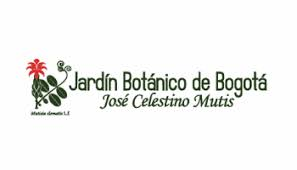 Jardín Botánico de Bogotá
José Celestino Mutis
Mutisia clematis L.f.